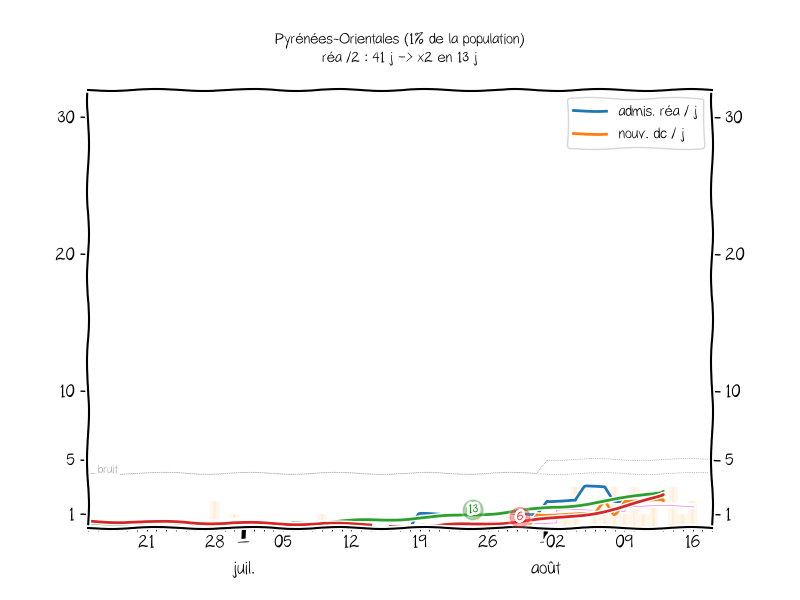 Pyrénées-Orientales (1% de la population)
réa /2 : 41 j -> x2 en 13 j
admis. réa / j
nouv. dc / j
30 30
20 20
10 10
5 5
bruit
13 6
1 1
21 28 05 12 19 26 02 09 16
juil. août